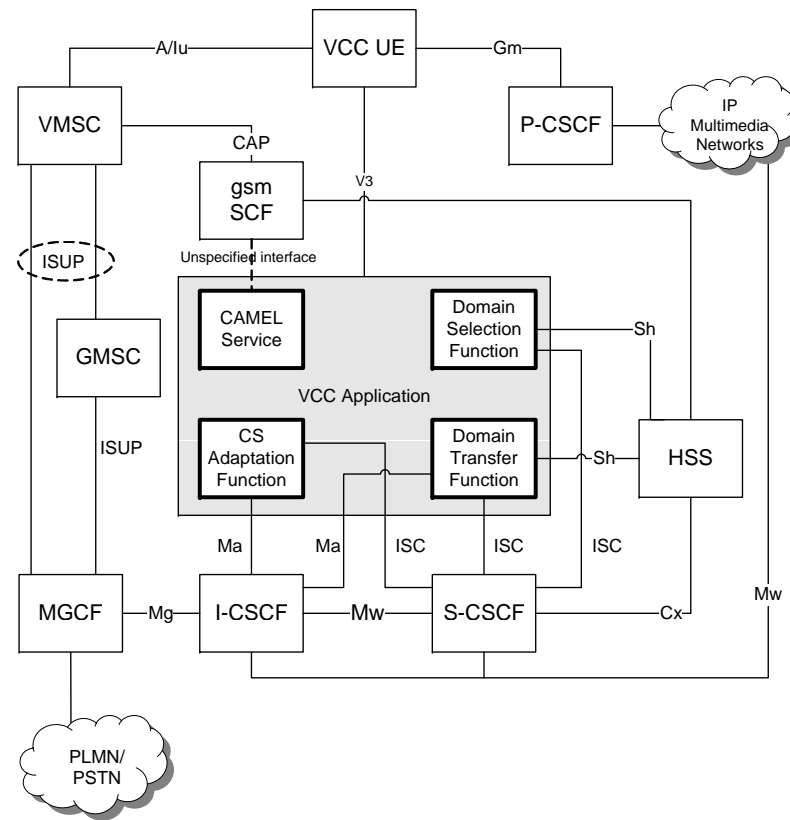 A/Iu
VCC UE
Gm
VMSC
P-CSCF
IP
Multimedia
Networks
CAP
gsm
SCF
V3
Unspecified interface
ISUP
CAMEL
Service
Domain
Selection
Function
Sh
GMSC
VCC Application
CS
Adaptation
Function
Domain
Transfer
Function
Sh
HSS
ISUP
Ma
Ma
ISC
ISC
ISC
Mw
MGCF
Mg
I-CSCF
Mw
S-CSCF
Cx
PLMN/
PSTN